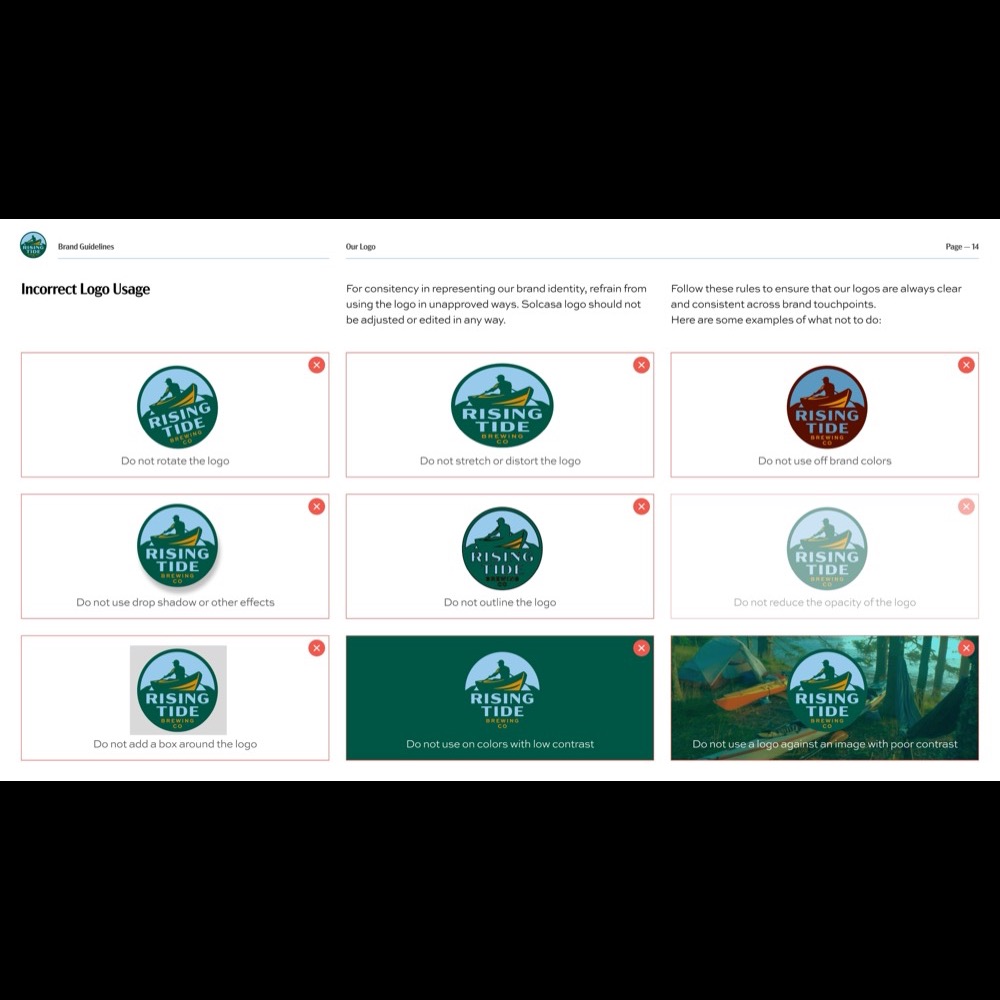 RISING
TIDE
Brand Guidelines
Our Logo
Page — 14
Incorrect Logo Usage
For consitency in representing our brand identity, refrain from
using the logo in unapproved ways. Solcasa logo should not
be adjusted or edited in any way.
Follow these rules to ensure that our logos are always clear
and consistent across brand touchpoints.
Here are some examples of what not to do:
RISING
TIDE
BREWING
CO
Do not rotate the logo
RISING
TIDE
BREWING
CO
Do not stretch or distort the logo
RISING
TIDE
BREWING
CO
Do not use off brand colors
RISING
TIDE
BREWING
CO
Do not use drop shadow or other effects
RISING
TIDE
BREWING
CO
Do not outline the logo
RISING
TIDE
BREWING
CO
Do not reduce the opacity of the logo
RISING
TIDE
BREWING
CO
Do not add a box around the logo
RISING
TIDE
BREWING
CO
Do not use on colors with low contrast
RISING
TIDE
BREWING
CO
Do not use a logo against an image with poor contrast